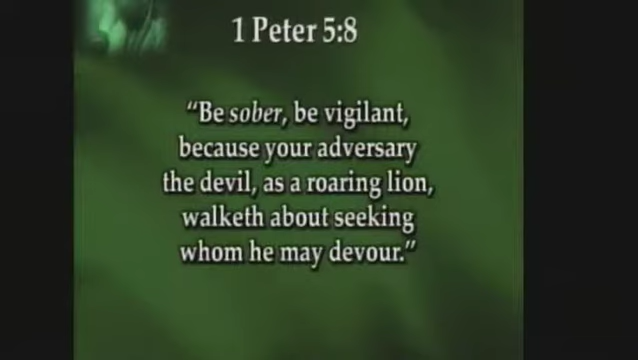 1 Peter 5:8
“Be sober, be vigilant,
because your adversary
the devil, as a roaring lion,
walketh about seeking
whom he may devour.”